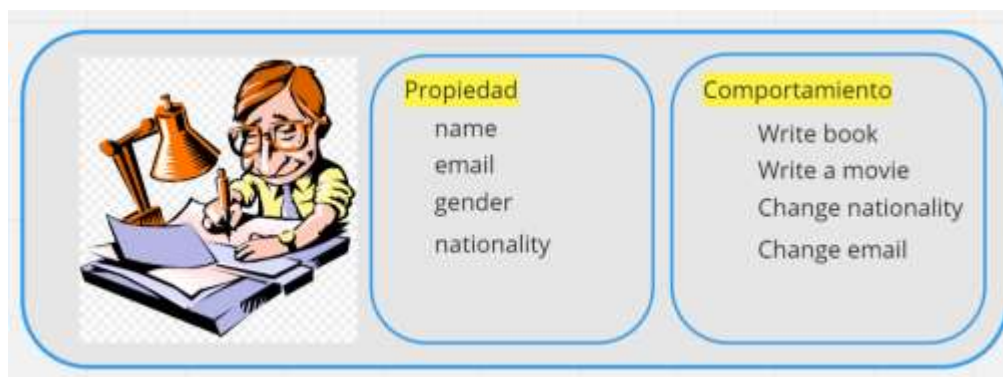 Propiedad
name
email
gender
nationality
Comportamiento
Write book
Write a movie
Change nationality
Change email